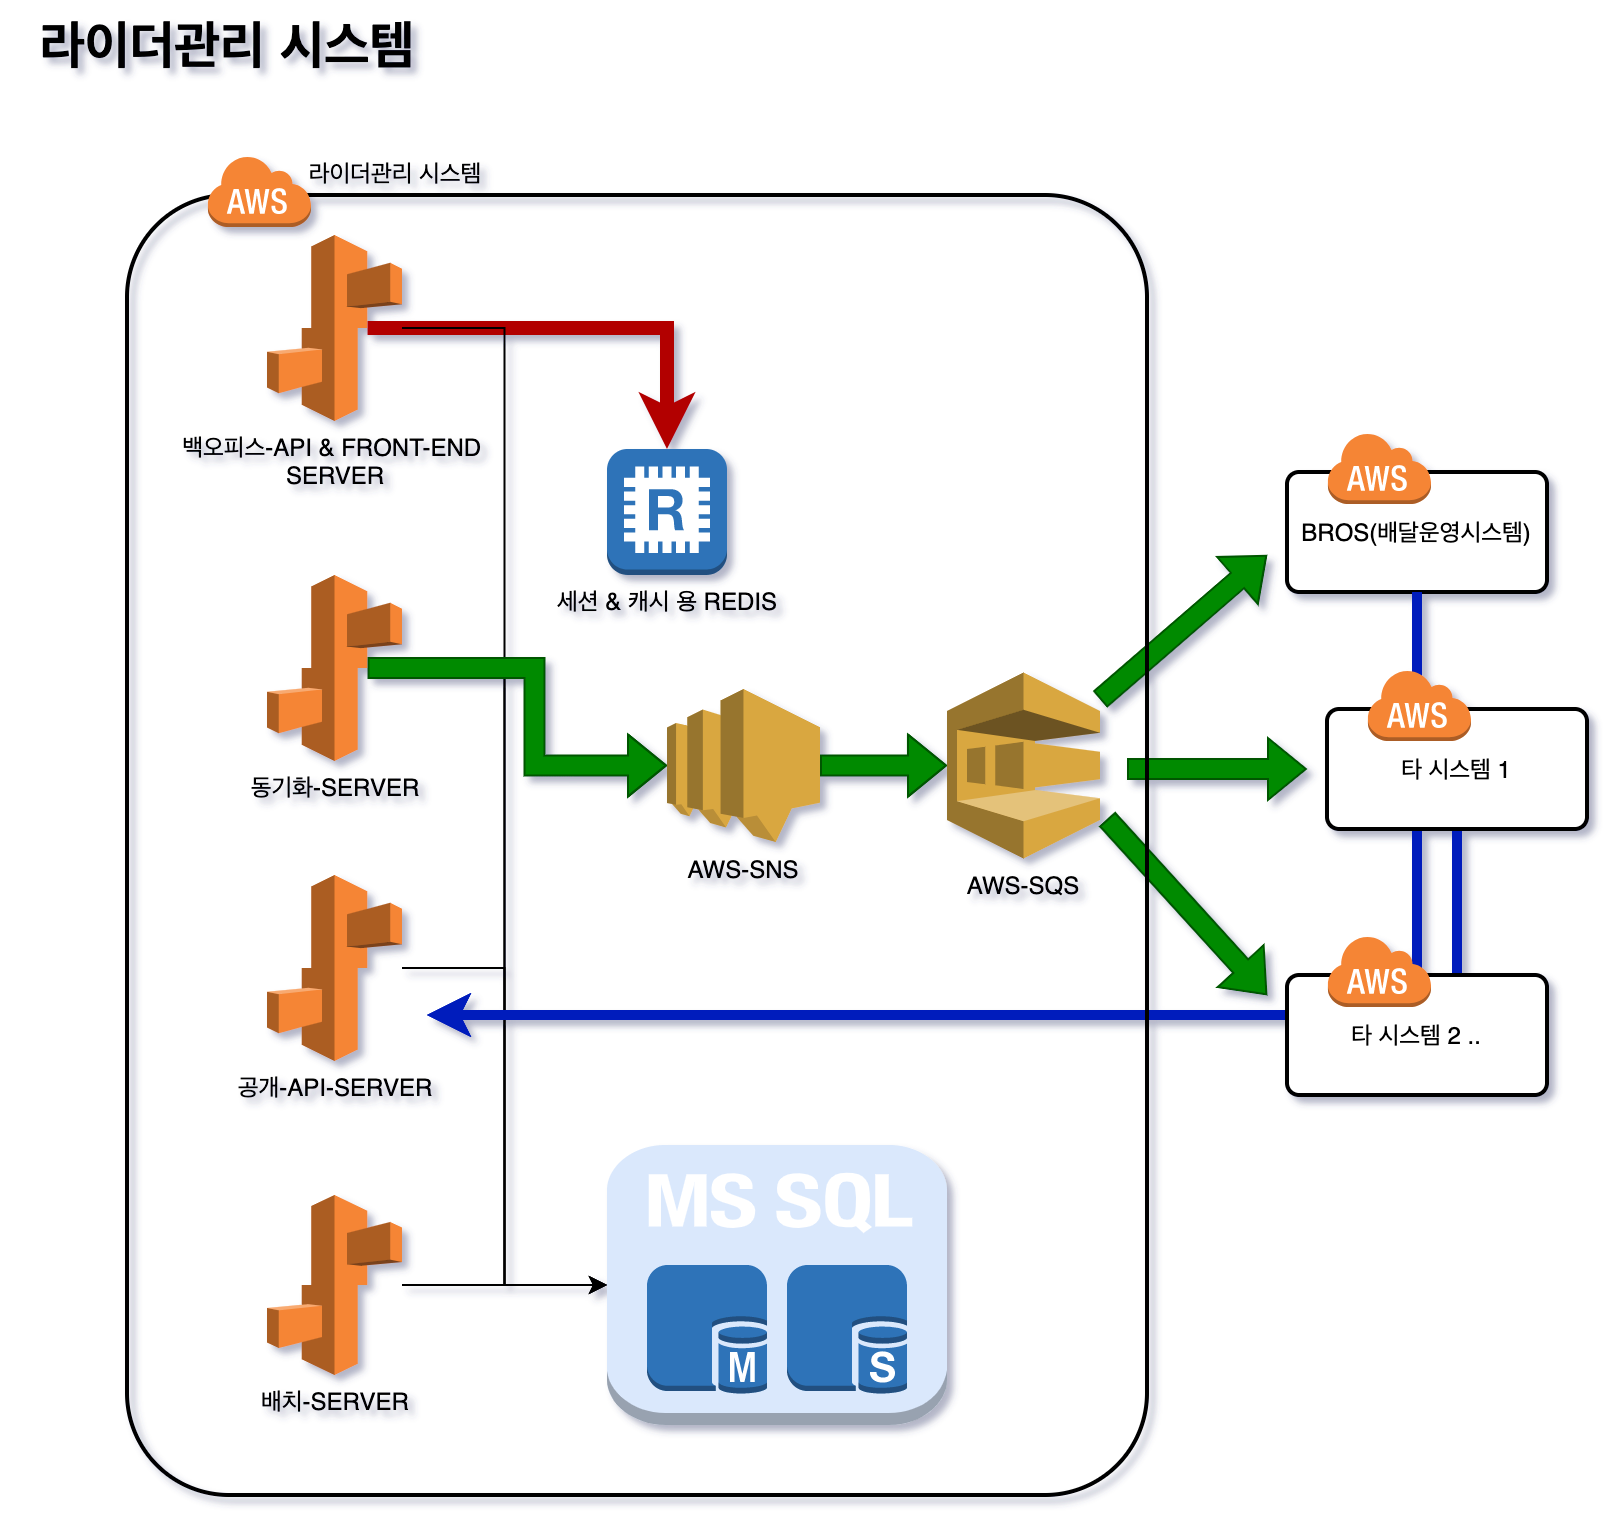 라이더관리 시스템
AWS
라이더관리 시스템
백오피스-API & FRONT-END
SERVER
R
세션 & 캐시 용 REDIS
AWS
BROS(배달운영시스템)
동기화-SERVER
AWS-SNS
AWS-SQS
AWS
타 시스템 1
공개-API-SERVER
AWS
타 시스템 2 ..
MS SQL
M
S
배치-SERVER